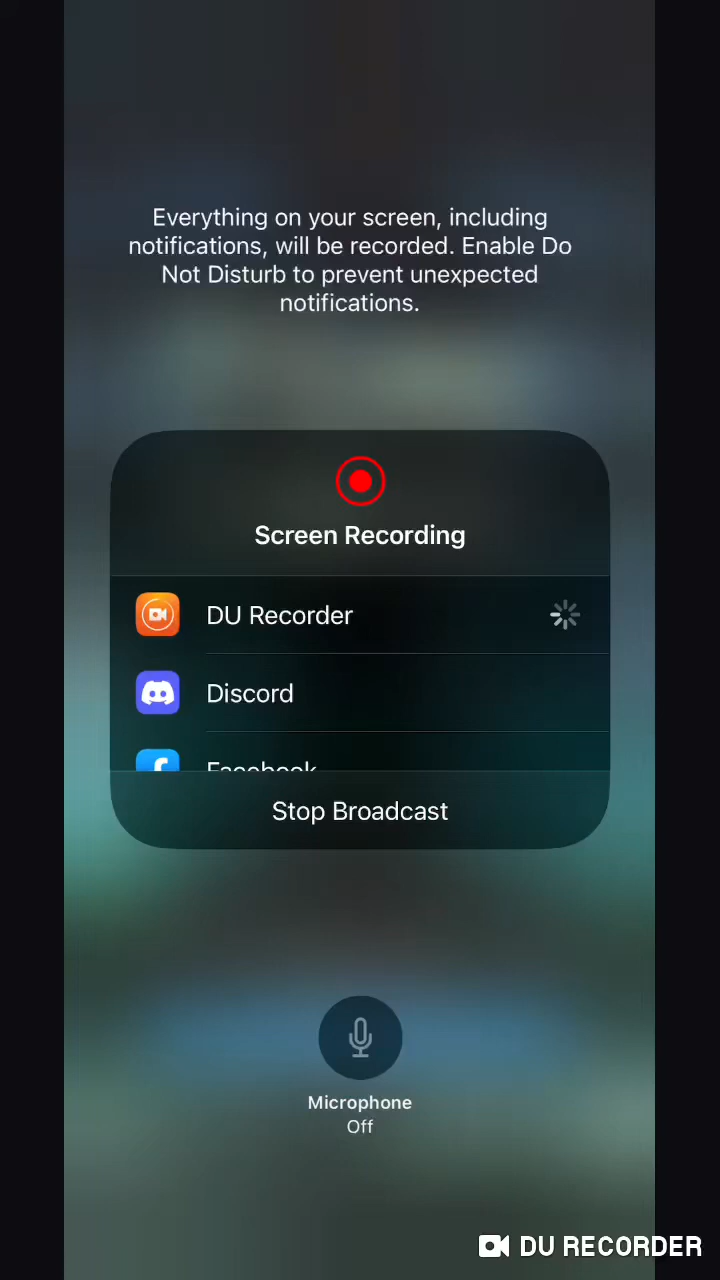 Everything on your screen, including
notifications, will be recorded. Enable Do
Not Disturb to prevent unexpected
notifications.
Screen Recording
DU Recorder
Discord
Facebook
Stop Broadcast
Microphone
Off
DU RECORDER